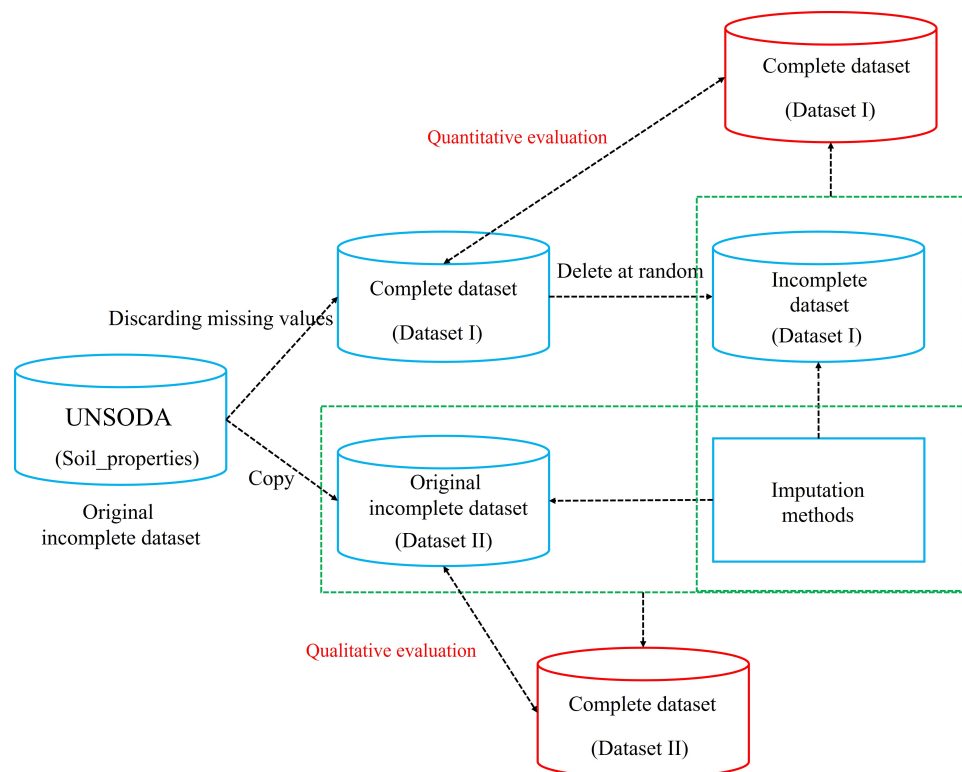 Complete dataset
(Dataset I)
Quantitative evaluation
Complete dataset
(Dataset I)
Delete at random
Incomplete
dataset
(Dataset I)
Discarding missing values
UNSODA
(Soil_properties)
Original
incomplete dataset
Copy
Original
incomplete dataset
(Dataset II)
Imputation
methods
Qualitative evaluation
Complete dataset
(Dataset II)